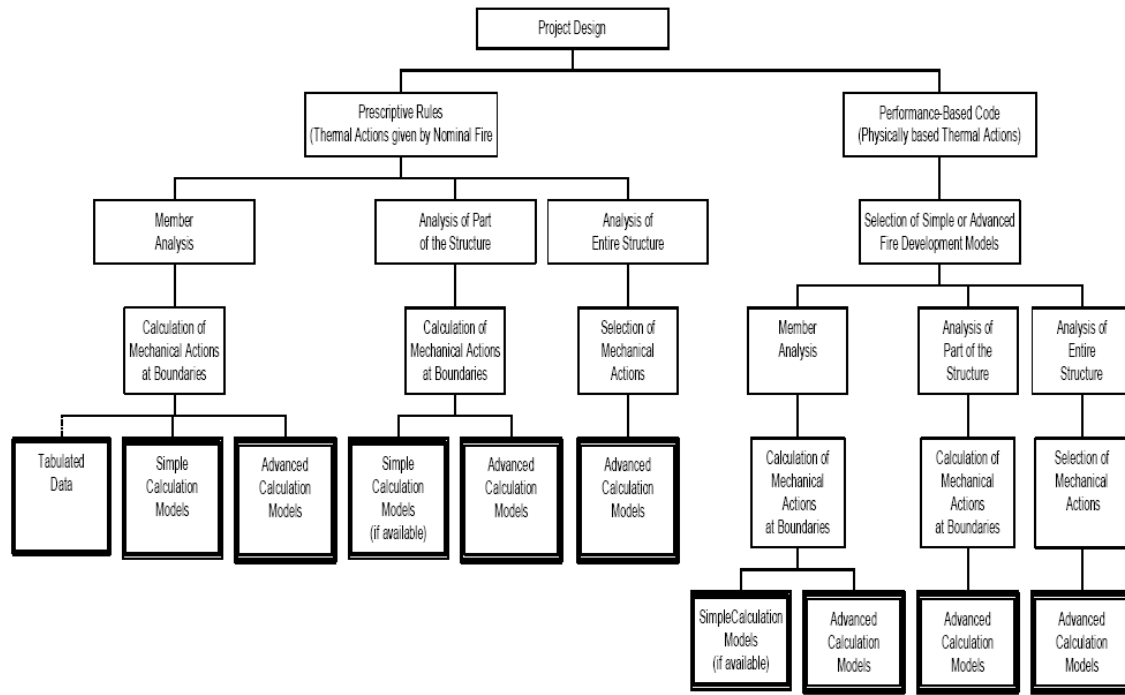 Project Design
Prescriptive Rules
(Thermal Actions given by Nominal Fire
Performance-Based Code
(Physically based Thermal Actions)
Member
Analysis
Analysis of Part
of the Structure
Analysis of
Entire Structure
Selection of Simple or Advanced
Fire Development Models
Calculation of
Mechanical Actions
at Boundaries
Calculation of
Mechanical Actions
at Boundaries
Selection of
Mechanical
Actions
Member
Analysis
Analysis of
Part of the
Structure
Analysis of
Entire
Structure
Tabulated
Data
Simple
Calculation
Models
Advanced
Calculation
Models
Simple
Calculation
Models
(if available)
Advanced
Calculation
Models
Advanced
Calculation
Models
Calculation of
Mechanical
Actions
at Boundaries
Calculation of
Mechanical
Actions
at Boundaries
Selection of
Mechanical
Actions
SimpleCalculation
Models
(if available)
Advanced
Calculation
Models
Advanced
Calculation
Models
Advanced
Calculation
Models